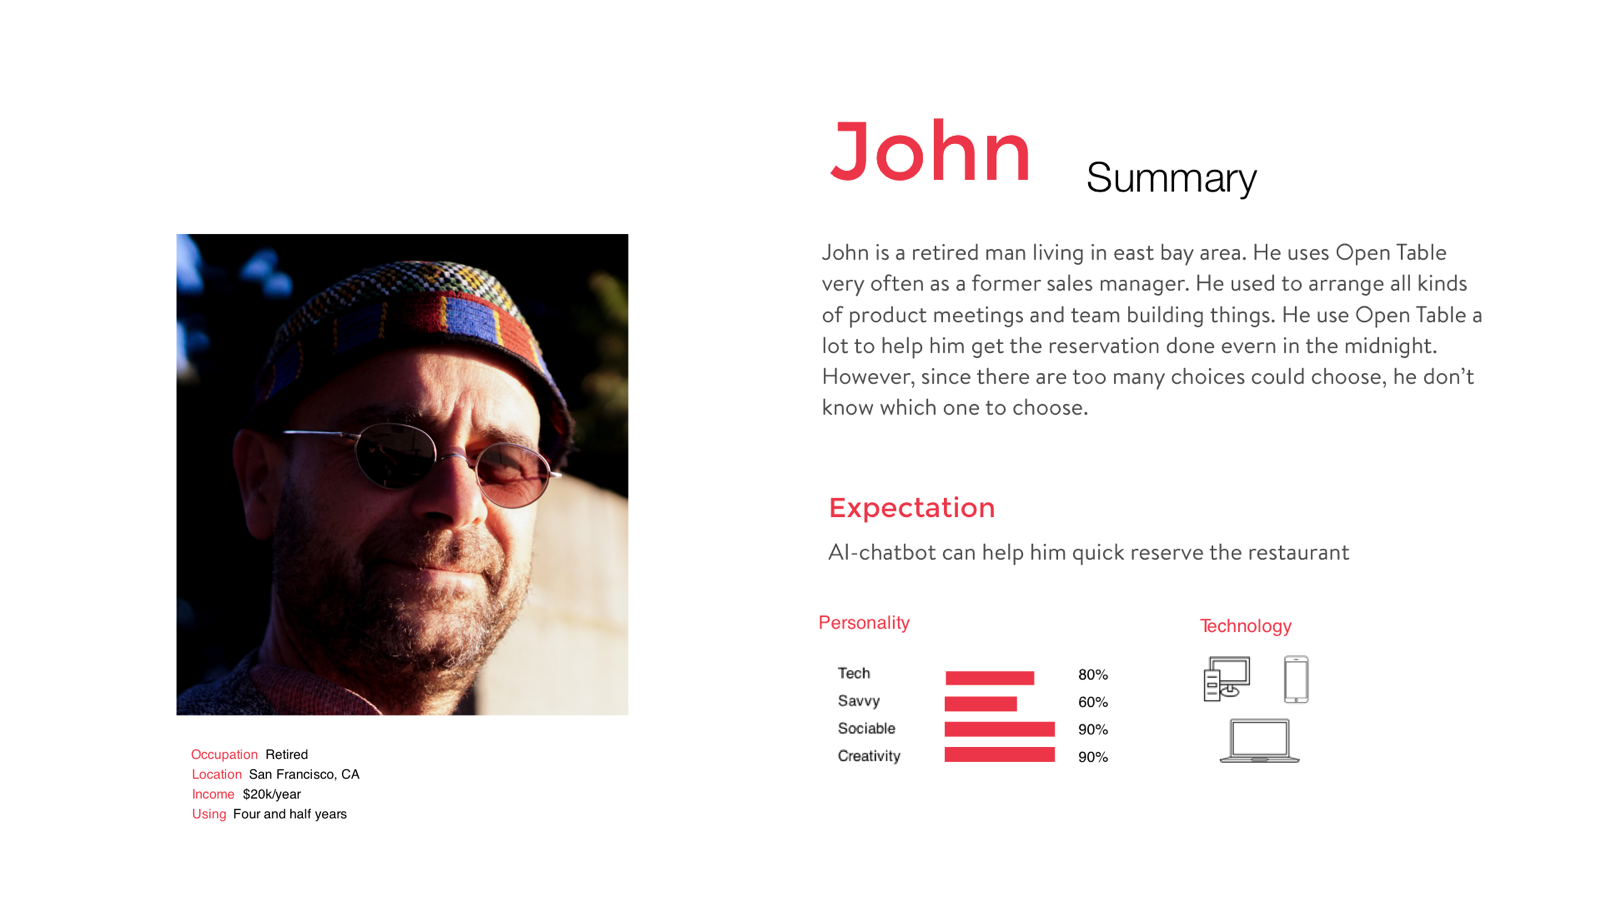 John
Summary
John is a retired man living in east bay area. He uses Open Table
very often as a former sales manager. He used to arrange all kinds
of product meetings and team building things. He use Open Table a
lot to help him get the reservation done evern in the midnight.
However, since there are too many choices could choose, he don’t
know which one to choose.
Expectation
AI-chatbot can help him quick reserve the restaurant
Personality
Tech 80%
Savvy 60%
Sociable 90%
Creativity 90%
Technology
Occupation Retired
Location San Francisco, CA
Income $20k/year
Using Four and half years